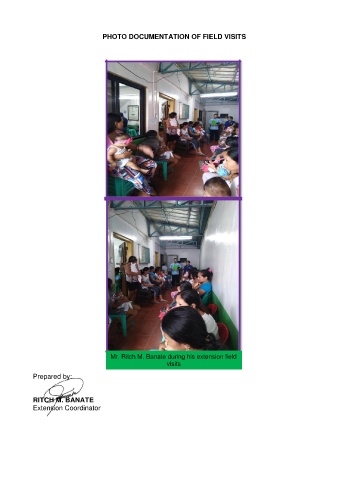 PHOTO DOCUMENTATION OF FIELD VISITS
Mr. Ritch M. Banate during his extension field
visits
Prepared by:
RITCH M. BANATE
Extension Coordinator